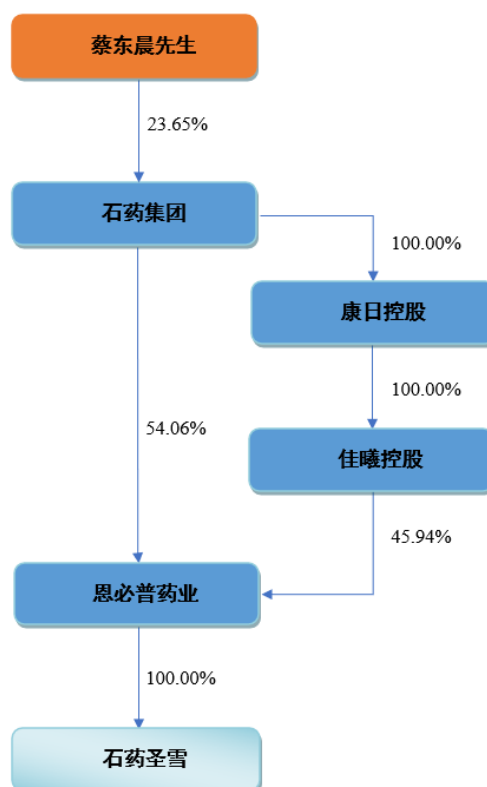 蔡东晨先生
23.65%
石药集团
100.00%
康日控股
100.00%
54.06%
佳曦控股
45.94%
恩必普药业
100.00%
石药圣雪